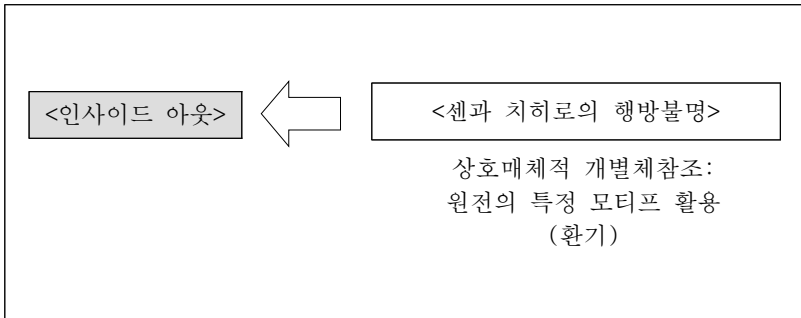 <인사이드 아웃>
<센과 치히로의 행방불명>
상호매체적 개별체참조:
원전의 특정 모티프 활용
(환기)